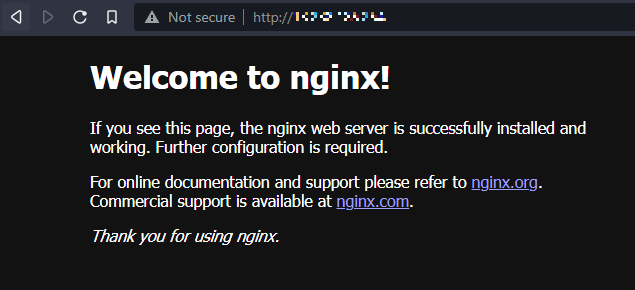 Not secure http://
Welcome to nginx!
If you see this page, the nginx web server is successfully installed and
working. Further configuration is required.
For online documentation and support please refer to nginx.org.
Commercial support is available at nginx.com.
Thank you for using nginx.